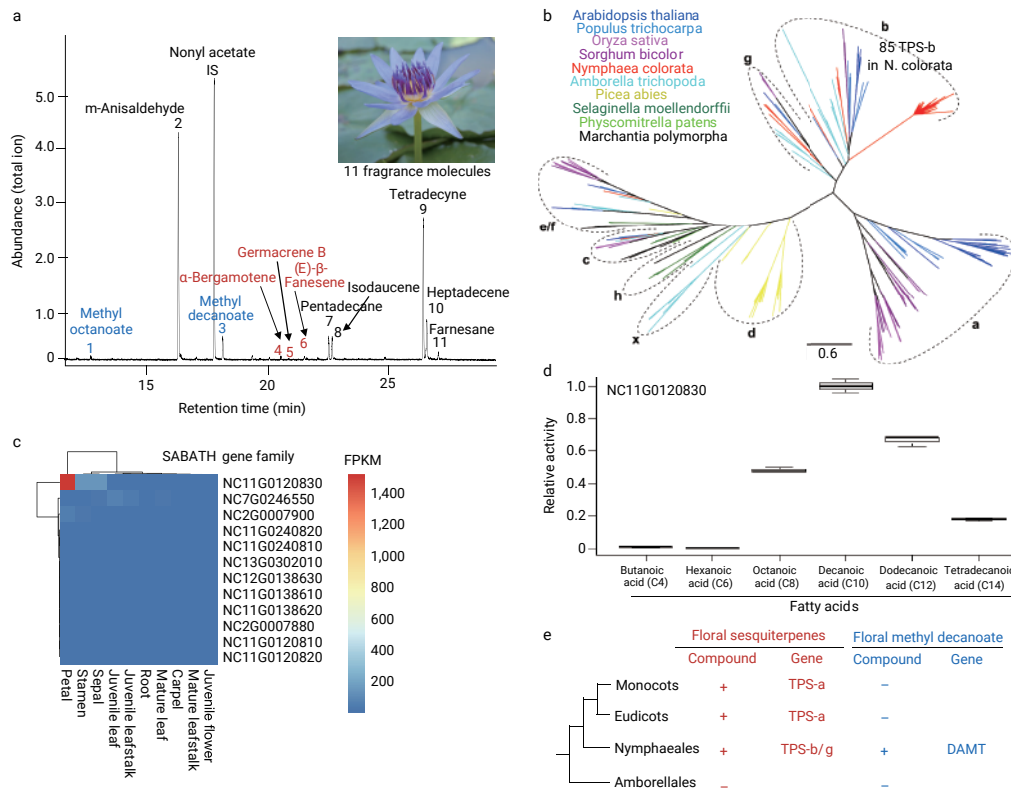 a
Nonyl acetate
IS
m-Anisaldehyde
2
11 fragrance molecules
Tetradecyne
9
Germacrene B
(E)-β-
Fanesene
α-Bergamotene
Isodaucene
Pentadecane
Heptadecene
10
Farnesane
11
Methyl
octanoate
1
Methyl
decanoate
3
4
5
6
7
8
Abundance (total ion)
5.0
4.0
3.0
2.0
1.0
0
15
20
25
Retention time (min)
b
Arabidopsis thaliana
Populus trichocarpa
Oryza sativa
Sorghum bicolor
Nymphaea colorata
Amborella trichopoda
Picea abies
Selaginella moellendorffii
Physcomitrella patens
Marchantia polymorpha
b
85 TPS-b
in N. colorata
g
e/f
c
h
x
d
a
0.6
c
SABATH gene family
FPKM
NC11G0120830
NC7G0246550
NC2G0007900
NC11G0240820
NC11G0240810
NC13G0302010
NC12G0138630
NC11G0138610
NC11G0138620
NC2G0007880
NC11G0120810
NC11G0120820
1,400
1,200
1,000
800
600
400
200
Petal
Stamen
Sepal
Juvenile leaf
Juvenile leafstalk
Root
Mature leaf
Carpel
Mature leafstalk
Juvenile flower
d
NC11G0120830
Relative activity
1.0
0.8
0.6
0.4
0.2
0
Butanoic
acid (C4)
Hexanoic
acid (C6)
Octanoic
acid (C8)
Decanoic
acid (C10)
Dodecanoic
acid (C12)
Tetradecanoic
acid (C14)
Fatty acids
e
Floral sesquiterpenes
Floral methyl decanoate
Compound Gene Compound Gene
Monocots + TPS-a –
Eudicots + TPS-a –
Nymphaeales + TPS-b/g + DAMT
Amborellales – –